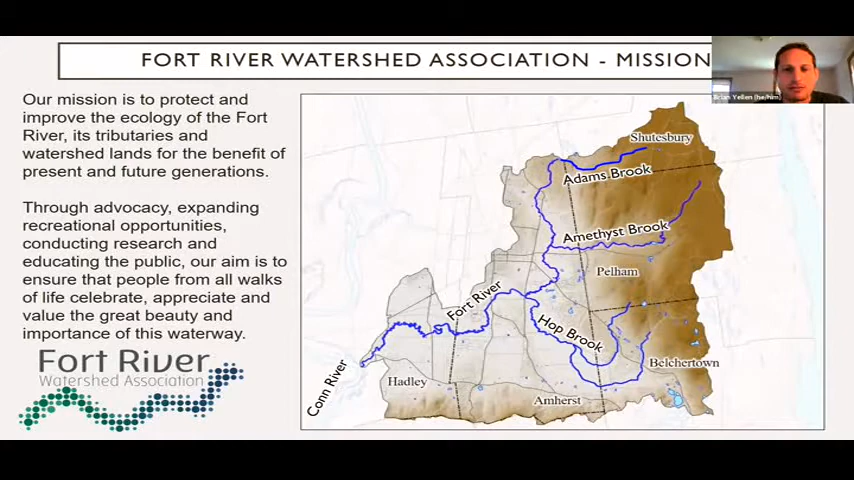 FORT RIVER WATERSHED ASSOCIATION - MISSION
Brian Yellen (he/him)
Our mission is to protect and
improve the ecology of the Fort
River, its tributaries and
watershed lands for the benefit of
present and future generations.
Through advocacy, expanding
recreational opportunities,
conducting research and
educating the public, our aim is to
ensure that people from all walks
of life celebrate, appreciate and
value the great beauty and
importance of this waterway.
Fort River
Watershed Association
Shutesbury
Adams Brook
Amethyst Brook
Pelham
Fort River
Hop Brook
Conn River
Belchertown
Hadley
Amherst